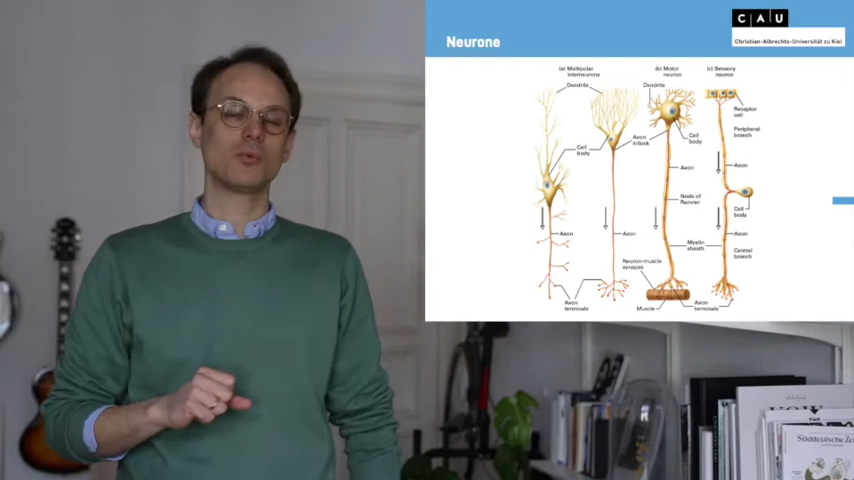 Neurone
C A U
Christian-Albrechts-Universität zu Kiel
(a) Multipolar
interneurons
(b) Motor
neuron
(c) Sensory
neuron
Dendrite
Dendrite
Receptor
cell
Axon
hillock
Cell
body
Peripheral
branch
Cell
body
Axon
Axon
Node of
Ranvier
Cell
body
Axon
Axon
Axon
Myelin
sheath
Central
branch
Neuron-muscle
synapse
Axon
terminals
Muscle
Axon
terminals
Süddeutsche Ze